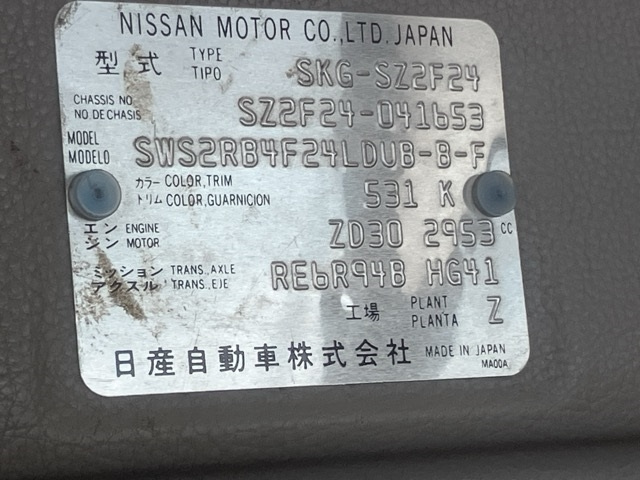 NISSAN MOTOR CO.,LTD. JAPAN
型式 TYPE TIPO SKG-SZ2F24
CHASSIS NO NO DE CHASIS SZ2F24-041653
MODEL MODELO SWS2RB4F24LDUB-B-F
カラー COLOR,TRIM
トリム COLOR,GUARNICION 531 K
エンジン ENGINE MOTOR ZD30 2953 CC
ミッション TRANS.,AXLE
アクスル TRANS.,EJE RE6R94B HG41
工場 PLANT PLANTA Z
日産自動車株式会社 MADE IN JAPAN
MA00A